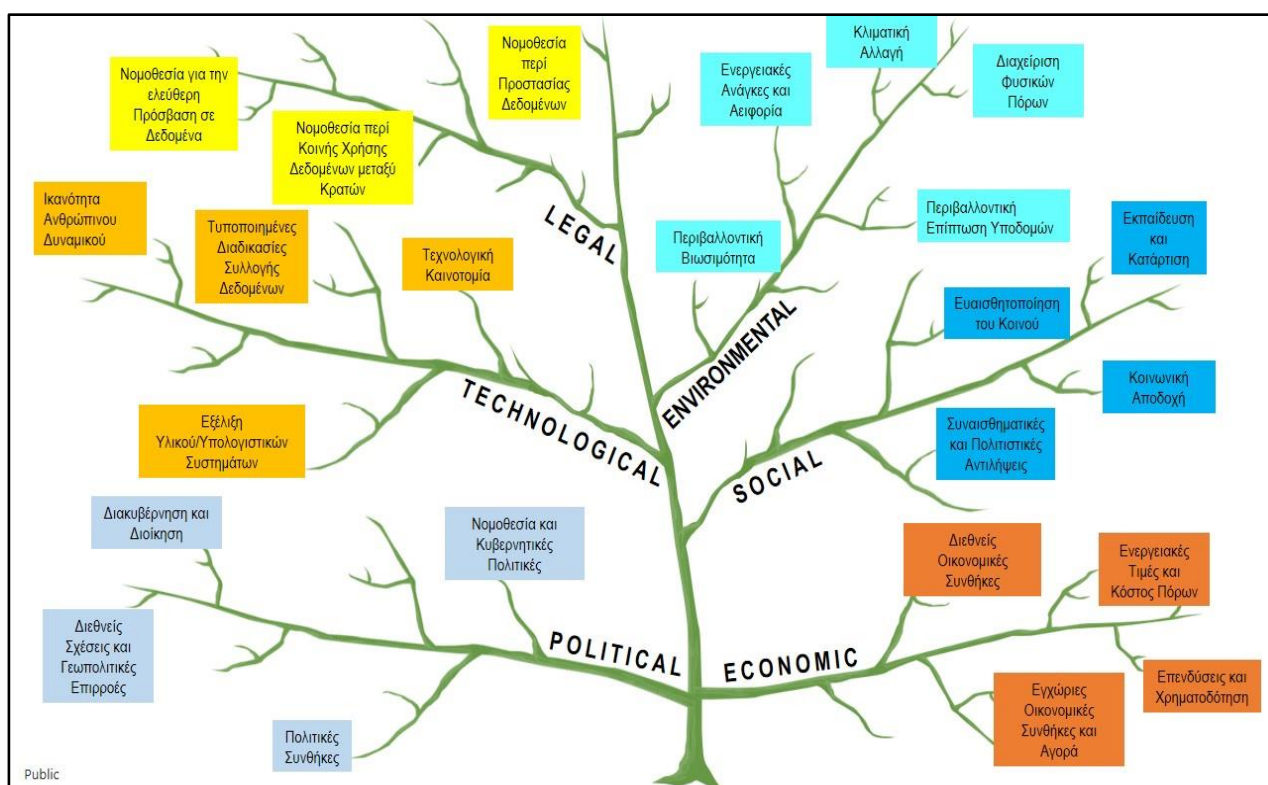 Νομοθεσία για την
ελεύθερη
Πρόσβαση σε
Δεδομένα
Νομοθεσία περί
Κοινής Χρήσης
Δεδομένων μεταξύ
Κρατών
Νομοθεσία
περί
Προστασίας
Δεδομένων
LEGAL
Ενεργειακές
Ανάγκες και
Αειφορία
Κλιματική
Αλλαγή
Διαχείριση
Φυσικών
Πόρων
Περιβαλλοντική
Βιωσιμότητα
Περιβαλλοντική
Επίπτωση Υποδομών
ENVIRONMENTAL
Ικανότητα
Ανθρώπινου
Δυναμικού
Τυποποιημένες
Διαδικασίες
Συλλογής
Δεδομένων
Τεχνολογική
Καινοτομία
Εξέλιξη
Υλικού/Υπολογιστικών
Συστημάτων
TECHNOLOGICAL
Εκπαίδευση
και
Κατάρτιση
Ευαισθητοποίηση
του Κοινού
Κοινωνική
Αποδοχή
Συναισθηματικές
και Πολιτιστικές
Αντιλήψεις
SOCIAL
Διακυβέρνηση και
Διοίκηση
Νομοθεσία και
Κυβερνητικές
Πολιτικές
Διεθνείς
Σχέσεις και
Γεωπολιτικές
Επιρροές
Πολιτικές
Συνθήκες
POLITICAL
Διεθνείς
Οικονομικές
Συνθήκες
Ενεργειακές
Τιμές και
Κόστος Πόρων
Εγχώριες
Οικονομικές
Συνθήκες και
Αγορά
Επενδύσεις και
Χρηματοδότηση
ECONOMIC
Public